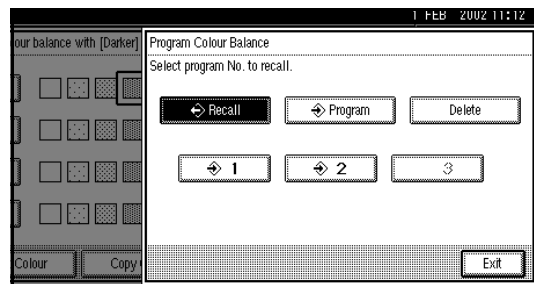 1 FEB 2002 11:12
our balance with [Darker]
Program Colour Balance
Select program No. to recall.
Recall
Program
Delete
1
2
3
Colour
Copy
Exit